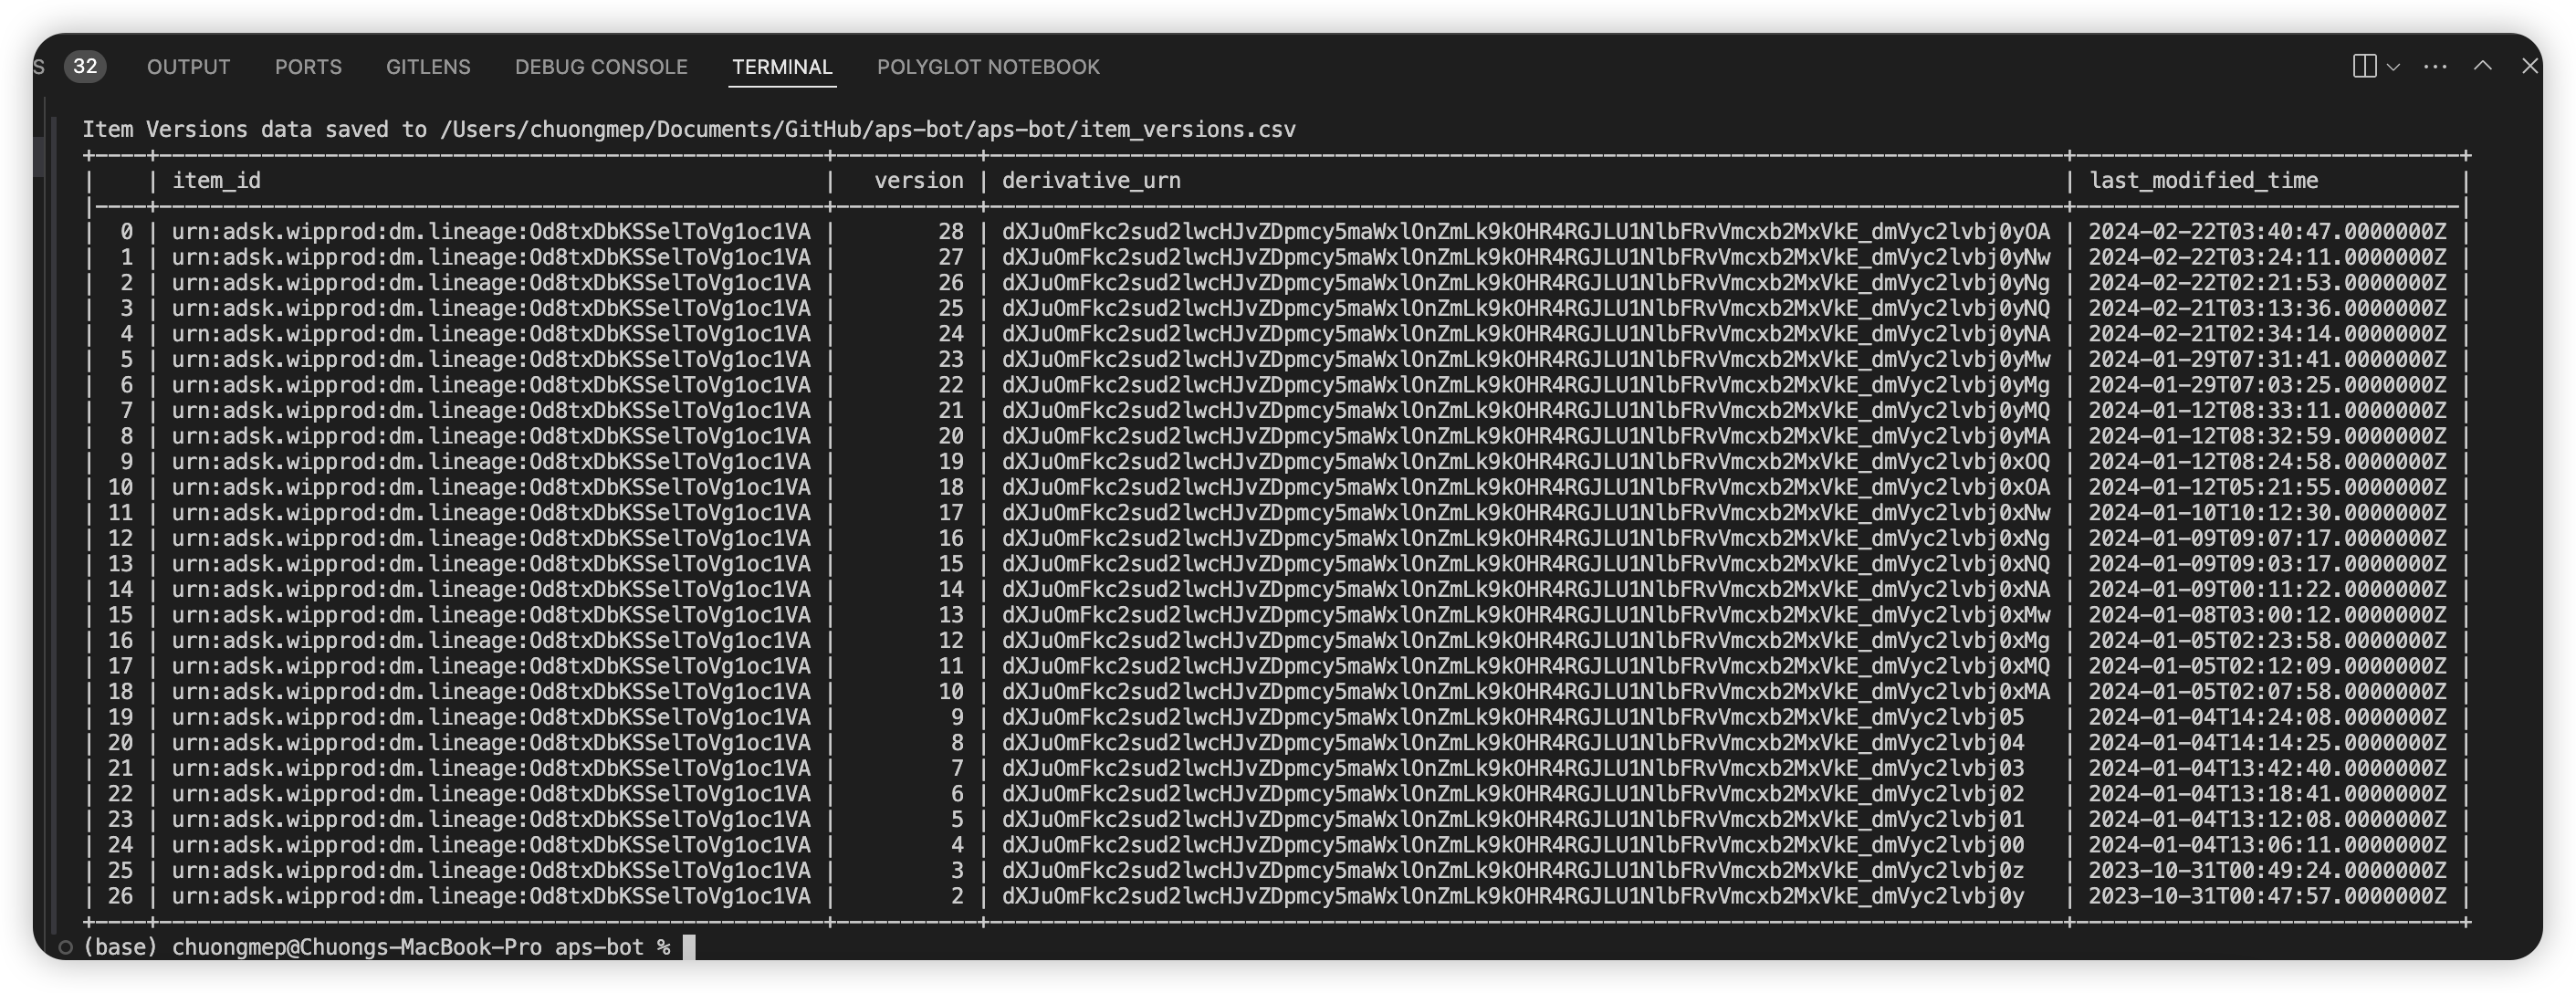 S 32 OUTPUT PORTS GITLENS DEBUG CONSOLE TERMINAL POLYGLOT NOTEBOOK
Item Versions data saved to /Users/chuongmep/Documents/GitHub/aps-bot/aps-bot/item_versions.csv
| | item_id | version | derivative_urn | last_modified_time |
| 0 | urn:adsk.wipprod:dm.lineage:Od8txDbKSSelToVg1oc1VA | 28 | dXJuOmFkc2sud2lwcHJvZDpmcy5maWxlOnZmLk9kOHR4RGJLU1NlbFRvVmcxb2MxVkE_dmVyc2lvbj0yOA | 2024-02-22T03:40:47.0000000Z |
| 1 | urn:adsk.wipprod:dm.lineage:Od8txDbKSSelToVg1oc1VA | 27 | dXJuOmFkc2sud2lwcHJvZDpmcy5maWxlOnZmLk9kOHR4RGJLU1NlbFRvVmcxb2MxVkE_dmVyc2lvbj0yNw | 2024-02-22T03:24:11.0000000Z |
| 2 | urn:adsk.wipprod:dm.lineage:Od8txDbKSSelToVg1oc1VA | 26 | dXJuOmFkc2sud2lwcHJvZDpmcy5maWxlOnZmLk9kOHR4RGJLU1NlbFRvVmcxb2MxVkE_dmVyc2lvbj0yNg | 2024-02-22T02:21:53.0000000Z |
| 3 | urn:adsk.wipprod:dm.lineage:Od8txDbKSSelToVg1oc1VA | 25 | dXJuOmFkc2sud2lwcHJvZDpmcy5maWxlOnZmLk9kOHR4RGJLU1NlbFRvVmcxb2MxVkE_dmVyc2lvbj0yNQ | 2024-02-21T03:13:36.0000000Z |
| 4 | urn:adsk.wipprod:dm.lineage:Od8txDbKSSelToVg1oc1VA | 24 | dXJuOmFkc2sud2lwcHJvZDpmcy5maWxlOnZmLk9kOHR4RGJLU1NlbFRvVmcxb2MxVkE_dmVyc2lvbj0yNA | 2024-02-21T02:34:14.0000000Z |
| 5 | urn:adsk.wipprod:dm.lineage:Od8txDbKSSelToVg1oc1VA | 23 | dXJuOmFkc2sud2lwcHJvZDpmcy5maWxlOnZmLk9kOHR4RGJLU1NlbFRvVmcxb2MxVkE_dmVyc2lvbj0yMw | 2024-01-29T07:31:41.0000000Z |
| 6 | urn:adsk.wipprod:dm.lineage:Od8txDbKSSelToVg1oc1VA | 22 | dXJuOmFkc2sud2lwcHJvZDpmcy5maWxlOnZmLk9kOHR4RGJLU1NlbFRvVmcxb2MxVkE_dmVyc2lvbj0yMg | 2024-01-29T07:03:25.0000000Z |
| 7 | urn:adsk.wipprod:dm.lineage:Od8txDbKSSelToVg1oc1VA | 21 | dXJuOmFkc2sud2lwcHJvZDpmcy5maWxlOnZmLk9kOHR4RGJLU1NlbFRvVmcxb2MxVkE_dmVyc2lvbj0yMQ | 2024-01-12T08:33:11.0000000Z |
| 8 | urn:adsk.wipprod:dm.lineage:Od8txDbKSSelToVg1oc1VA | 20 | dXJuOmFkc2sud2lwcHJvZDpmcy5maWxlOnZmLk9kOHR4RGJLU1NlbFRvVmcxb2MxVkE_dmVyc2lvbj0yMA | 2024-01-12T08:32:59.0000000Z |
| 9 | urn:adsk.wipprod:dm.lineage:Od8txDbKSSelToVg1oc1VA | 19 | dXJuOmFkc2sud2lwcHJvZDpmcy5maWxlOnZmLk9kOHR4RGJLU1NlbFRvVmcxb2MxVkE_dmVyc2lvbj0xOQ | 2024-01-12T08:24:58.0000000Z |
| 10 | urn:adsk.wipprod:dm.lineage:Od8txDbKSSelToVg1oc1VA | 18 | dXJuOmFkc2sud2lwcHJvZDpmcy5maWxlOnZmLk9kOHR4RGJLU1NlbFRvVmcxb2MxVkE_dmVyc2lvbj0xOA | 2024-01-12T05:21:55.0000000Z |
| 11 | urn:adsk.wipprod:dm.lineage:Od8txDbKSSelToVg1oc1VA | 17 | dXJuOmFkc2sud2lwcHJvZDpmcy5maWxlOnZmLk9kOHR4RGJLU1NlbFRvVmcxb2MxVkE_dmVyc2lvbj0xNw | 2024-01-10T10:12:30.0000000Z |
| 12 | urn:adsk.wipprod:dm.lineage:Od8txDbKSSelToVg1oc1VA | 16 | dXJuOmFkc2sud2lwcHJvZDpmcy5maWxlOnZmLk9kOHR4RGJLU1NlbFRvVmcxb2MxVkE_dmVyc2lvbj0xNg | 2024-01-09T09:07:17.0000000Z |
| 13 | urn:adsk.wipprod:dm.lineage:Od8txDbKSSelToVg1oc1VA | 15 | dXJuOmFkc2sud2lwcHJvZDpmcy5maWxlOnZmLk9kOHR4RGJLU1NlbFRvVmcxb2MxVkE_dmVyc2lvbj0xNQ | 2024-01-09T09:03:17.0000000Z |
| 14 | urn:adsk.wipprod:dm.lineage:Od8txDbKSSelToVg1oc1VA | 14 | dXJuOmFkc2sud2lwcHJvZDpmcy5maWxlOnZmLk9kOHR4RGJLU1NlbFRvVmcxb2MxVkE_dmVyc2lvbj0xNA | 2024-01-09T00:11:22.0000000Z |
| 15 | urn:adsk.wipprod:dm.lineage:Od8txDbKSSelToVg1oc1VA | 13 | dXJuOmFkc2sud2lwcHJvZDpmcy5maWxlOnZmLk9kOHR4RGJLU1NlbFRvVmcxb2MxVkE_dmVyc2lvbj0xMw | 2024-01-08T03:00:12.0000000Z |
| 16 | urn:adsk.wipprod:dm.lineage:Od8txDbKSSelToVg1oc1VA | 12 | dXJuOmFkc2sud2lwcHJvZDpmcy5maWxlOnZmLk9kOHR4RGJLU1NlbFRvVmcxb2MxVkE_dmVyc2lvbj0xMg | 2024-01-05T02:23:58.0000000Z |
| 17 | urn:adsk.wipprod:dm.lineage:Od8txDbKSSelToVg1oc1VA | 11 | dXJuOmFkc2sud2lwcHJvZDpmcy5maWxlOnZmLk9kOHR4RGJLU1NlbFRvVmcxb2MxVkE_dmVyc2lvbj0xMQ | 2024-01-05T02:12:09.0000000Z |
| 18 | urn:adsk.wipprod:dm.lineage:Od8txDbKSSelToVg1oc1VA | 10 | dXJuOmFkc2sud2lwcHJvZDpmcy5maWxlOnZmLk9kOHR4RGJLU1NlbFRvVmcxb2MxVkE_dmVyc2lvbj0xMA | 2024-01-05T02:07:58.0000000Z |
| 19 | urn:adsk.wipprod:dm.lineage:Od8txDbKSSelToVg1oc1VA | 9 | dXJuOmFkc2sud2lwcHJvZDpmcy5maWxlOnZmLk9kOHR4RGJLU1NlbFRvVmcxb2MxVkE_dmVyc2lvbj05 | 2024-01-04T14:24:08.0000000Z |
| 20 | urn:adsk.wipprod:dm.lineage:Od8txDbKSSelToVg1oc1VA | 8 | dXJuOmFkc2sud2lwcHJvZDpmcy5maWxlOnZmLk9kOHR4RGJLU1NlbFRvVmcxb2MxVkE_dmVyc2lvbj04 | 2024-01-04T14:14:25.0000000Z |
| 21 | urn:adsk.wipprod:dm.lineage:Od8txDbKSSelToVg1oc1VA | 7 | dXJuOmFkc2sud2lwcHJvZDpmcy5maWxlOnZmLk9kOHR4RGJLU1NlbFRvVmcxb2MxVkE_dmVyc2lvbj03 | 2024-01-04T13:42:40.0000000Z |
| 22 | urn:adsk.wipprod:dm.lineage:Od8txDbKSSelToVg1oc1VA | 6 | dXJuOmFkc2sud2lwcHJvZDpmcy5maWxlOnZmLk9kOHR4RGJLU1NlbFRvVmcxb2MxVkE_dmVyc2lvbj02 | 2024-01-04T13:18:41.0000000Z |
| 23 | urn:adsk.wipprod:dm.lineage:Od8txDbKSSelToVg1oc1VA | 5 | dXJuOmFkc2sud2lwcHJvZDpmcy5maWxlOnZmLk9kOHR4RGJLU1NlbFRvVmcxb2MxVkE_dmVyc2lvbj01 | 2024-01-04T13:12:08.0000000Z |
| 24 | urn:adsk.wipprod:dm.lineage:Od8txDbKSSelToVg1oc1VA | 4 | dXJuOmFkc2sud2lwcHJvZDpmcy5maWxlOnZmLk9kOHR4RGJLU1NlbFRvVmcxb2MxVkE_dmVyc2lvbj00 | 2024-01-04T13:06:11.0000000Z |
| 25 | urn:adsk.wipprod:dm.lineage:Od8txDbKSSelToVg1oc1VA | 3 | dXJuOmFkc2sud2lwcHJvZDpmcy5maWxlOnZmLk9kOHR4RGJLU1NlbFRvVmcxb2MxVkE_dmVyc2lvbj0z | 2023-10-31T00:49:24.0000000Z |
| 26 | urn:adsk.wipprod:dm.lineage:Od8txDbKSSelToVg1oc1VA | 2 | dXJuOmFkc2sud2lwcHJvZDpmcy5maWxlOnZmLk9kOHR4RGJLU1NlbFRvVmcxb2MxVkE_dmVyc2lvbj0y | 2023-10-31T00:47:57.0000000Z |
(base) chuongmep@Chuongs-MacBook-Pro aps-bot %